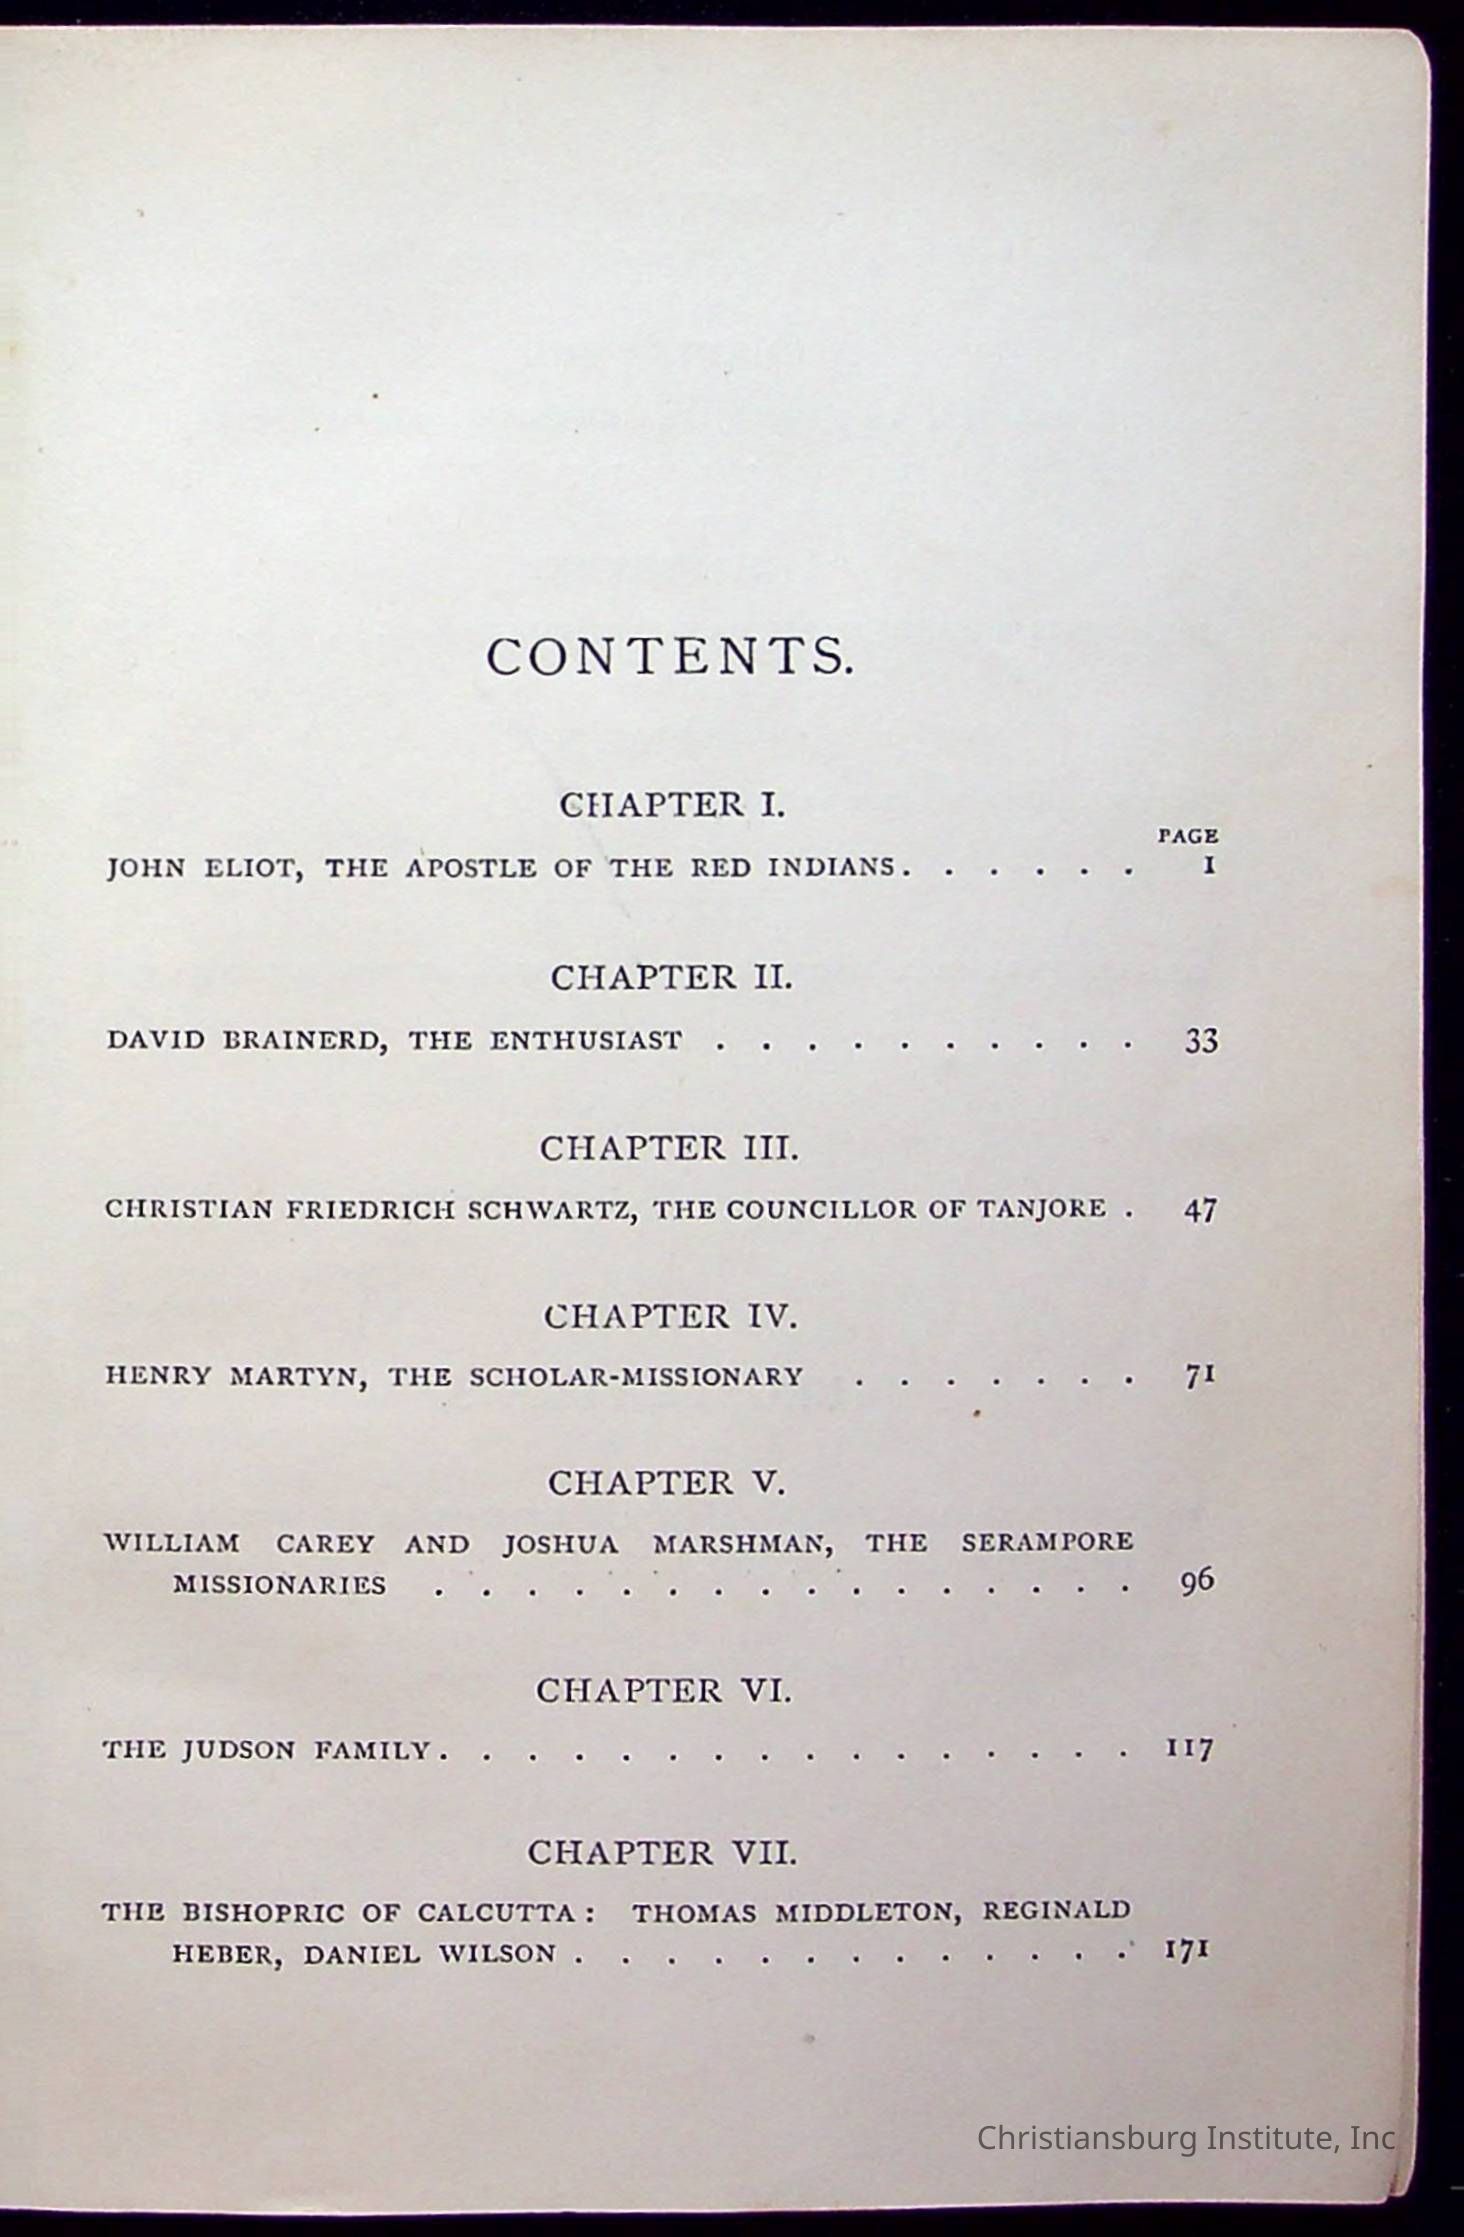 CONTENTS.
CHAPTER I.
PAGE
JOHN ELIOT, THE APOSTLE OF THE RED INDIANS. . . . . . 1
CHAPTER II.
DAVID BRAINERD, THE ENTHUSIAST . . . . . . . . . . 33
CHAPTER III.
CHRISTIAN FRIEDRICH SCHWARTZ, THE COUNCILLOR OF TANJORE . 47
CHAPTER IV.
HENRY MARTYN, THE SCHOLAR-MISSIONARY . . . . . . . 71
CHAPTER V.
WILLIAM CAREY AND JOSHUA MARSHMAN, THE SERAMPORE
MISSIONARIES . . . . . . . . . . . . . . . . 96
CHAPTER VI.
THE JUDSON FAMILY. . . . . . . . . . . . . . . . 117
CHAPTER VII.
THE BISHOPRIC OF CALCUTTA: THOMAS MIDDLETON, REGINALD
HEBER, DANIEL WILSON . . . . . . . . . . . . . 171
Christiansburg Institute, Inc